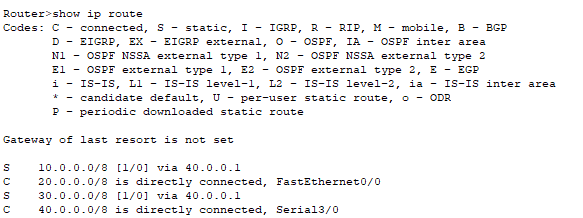 Router>show ip route
Codes: C - connected, S - static, I - IGRP, R - RIP, M - mobile, B - BGP
       D - EIGRP, EX - EIGRP external, O - OSPF, IA - OSPF inter area
       N1 - OSPF NSSA external type 1, N2 - OSPF NSSA external type 2
       E1 - OSPF external type 1, E2 - OSPF external type 2, E - EGP
       i - IS-IS, L1 - IS-IS level-1, L2 - IS-IS level-2, ia - IS-IS inter area
       * - candidate default, U - per-user static route, o - ODR
       P - periodic downloaded static route
Gateway of last resort is not set
S    10.0.0.0/8 [1/0] via 40.0.0.1
C    20.0.0.0/8 is directly connected, FastEthernet0/0
S    30.0.0.0/8 [1/0] via 40.0.0.1
C    40.0.0.0/8 is directly connected, Serial3/0